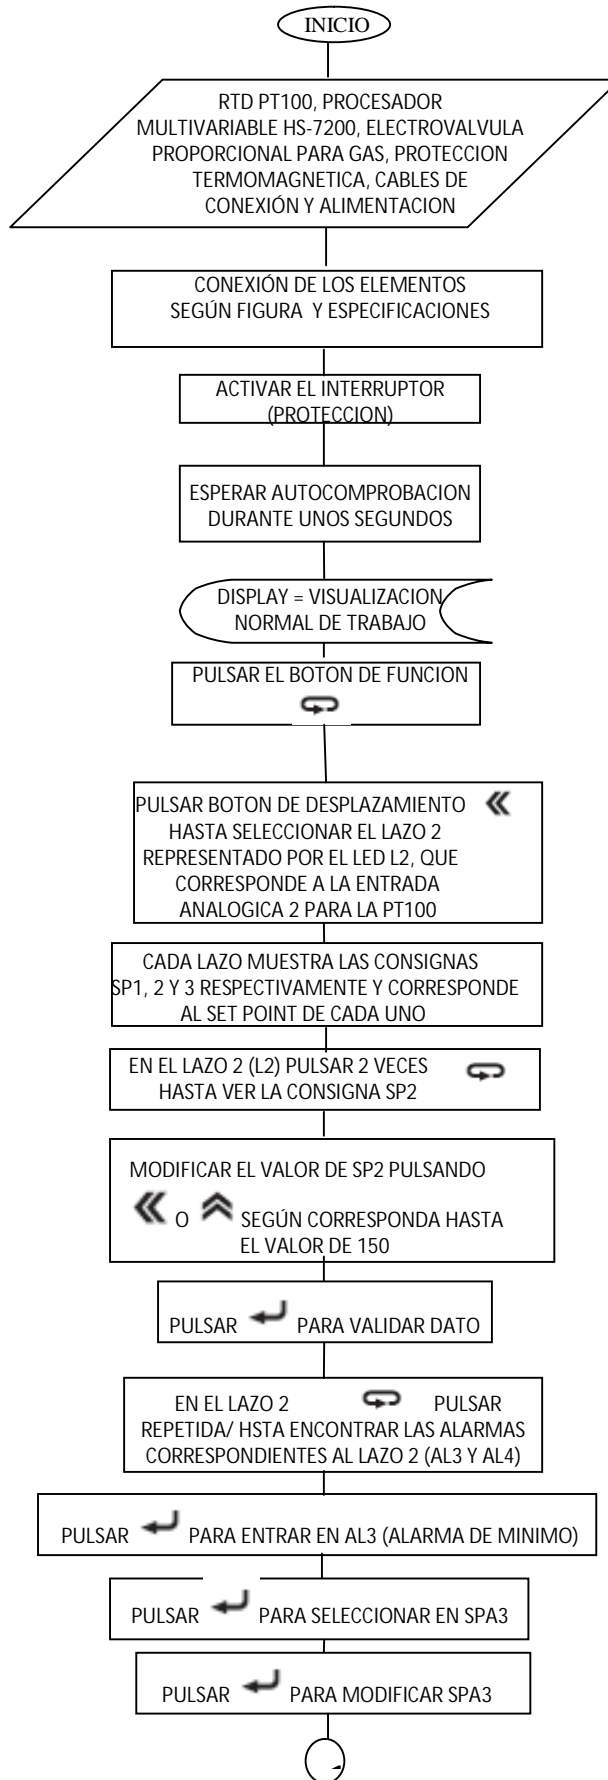 INICIO
RTD PT100, PROCESADOR
MULTIVARIABLE HS-7200, ELECTROVALVULA
PROPORCIONAL PARA GAS, PROTECCION
TERMOMAGNETICA, CABLES DE
CONEXIÓN Y ALIMENTACION
CONEXIÓN DE LOS ELEMENTOS
SEGÚN FIGURA Y ESPECIFICACIONES
ACTIVAR EL INTERRUPTOR
(PROTECCION)
ESPERAR AUTOCOMPROBACION
DURANTE UNOS SEGUNDOS
DISPLAY = VISUALIZACION
NORMAL DE TRABAJO
PULSAR EL BOTON DE FUNCION
PULSAR BOTON DE DESPLAZAMIENTO
HASTA SELECCIONAR EL LAZO 2
REPRESENTADO POR EL LED L2, QUE
CORRESPONDE A LA ENTRADA
ANALOGICA 2 PARA LA PT100
CADA LAZO MUESTRA LAS CONSIGNAS
SP1, 2 Y 3 RESPECTIVAMENTE Y CORRESPONDE
AL SET POINT DE CADA UNO
EN EL LAZO 2 (L2) PULSAR 2 VECES
HASTA VER LA CONSIGNA SP2
MODIFICAR EL VALOR DE SP2 PULSANDO
O SEGÚN CORRESPONDA HASTA
EL VALOR DE 150
PULSAR PARA VALIDAR DATO
EN EL LAZO 2 PULSAR
REPETIDA/ HSTA ENCONTRAR LAS ALARMAS
CORRESPONDIENTES AL LAZO 2 (AL3 Y AL4)
PULSAR PARA ENTRAR EN AL3 (ALARMA DE MINIMO)
PULSAR PARA SELECCIONAR EN SPA3
PULSAR PARA MODIFICAR SPA3